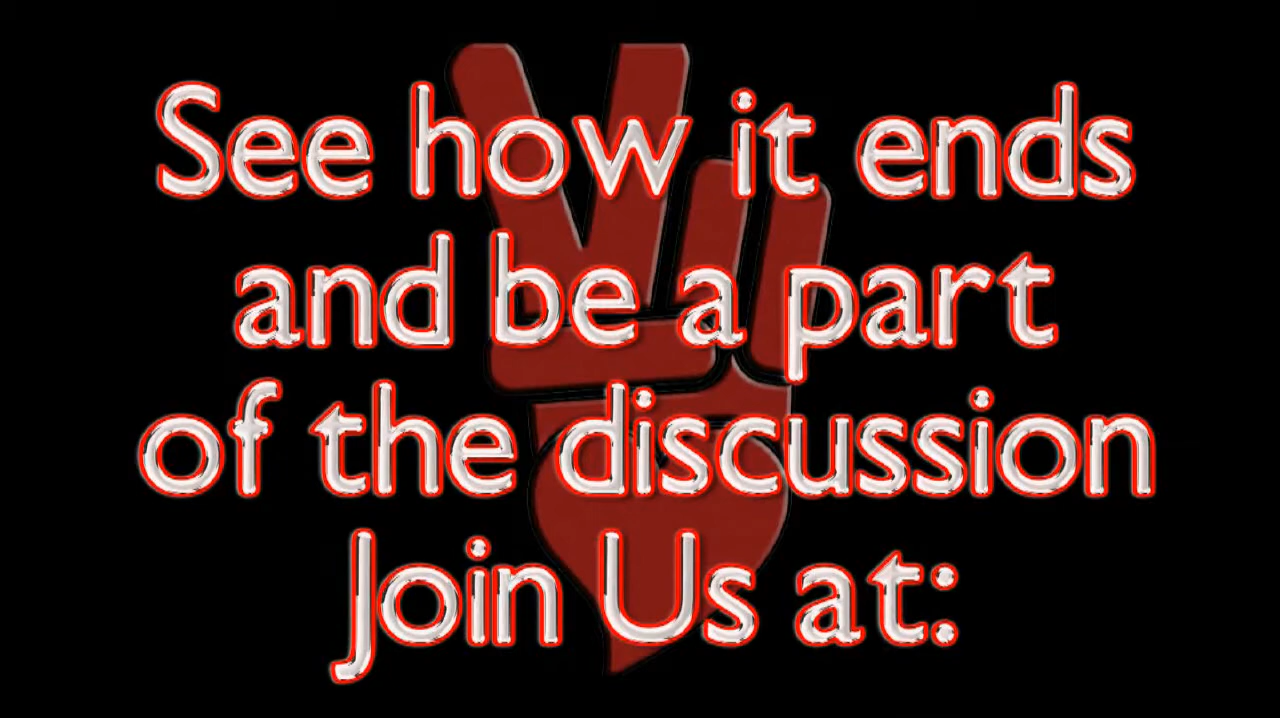 See how it ends
and be a part
of the discussion
Join Us at: